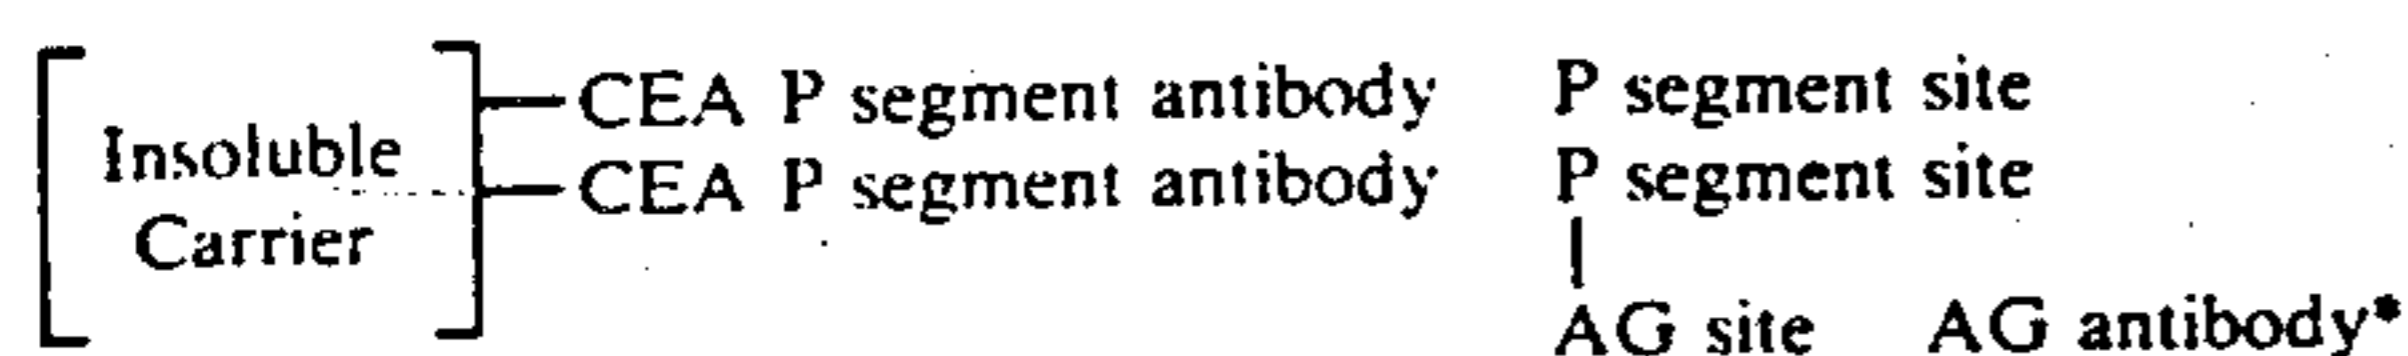 CEA P segment antibody P segment site
Insoluble CEA P segment antibody P segment site
Carrier
AG site AG antibody*